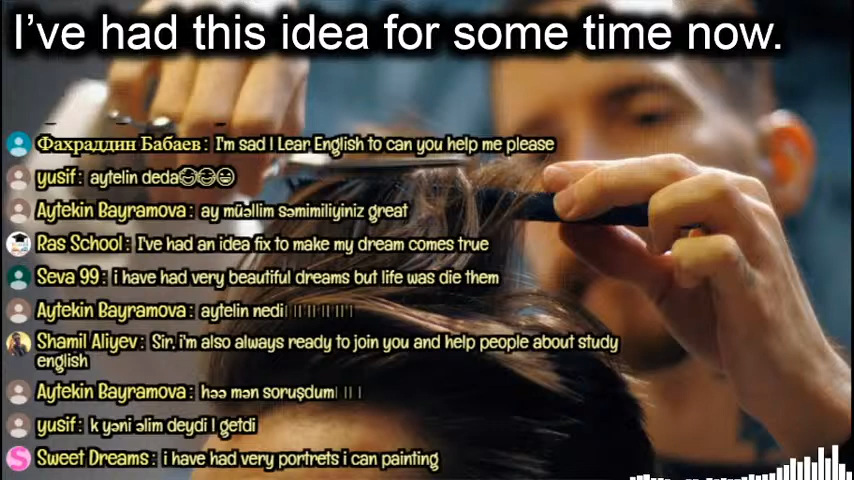 I've had this idea for some time now.
Фахраддин Бабаев: I'm sad I Lear English to can you help me please
yusif: aytelin deda😂😂😀
Aytekin Bayramova: ay müəllim səmimiliyiniz great
Ras School: I've had an idea fix to make my dream comes true
Seva 99: i have had very beautiful dreams but life was die them
Aytekin Bayramova: aytelin nedi
Shamil Aliyev: Sir, i'm also always ready to join you and help people about study
english
Aytekin Bayramova: həə mən soruşdum
yusif: k yəni əlim deydi l getdi
Sweet Dreams: i have had very portrets i can painting